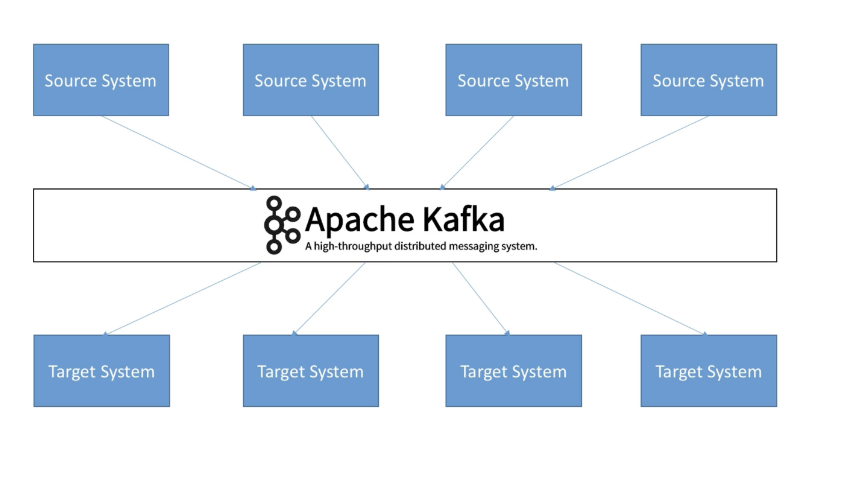 Source System
Source System
Source System
Source System
Apache Kafka
A high-throughput distributed messaging system.
Target System
Target System
Target System
Target System